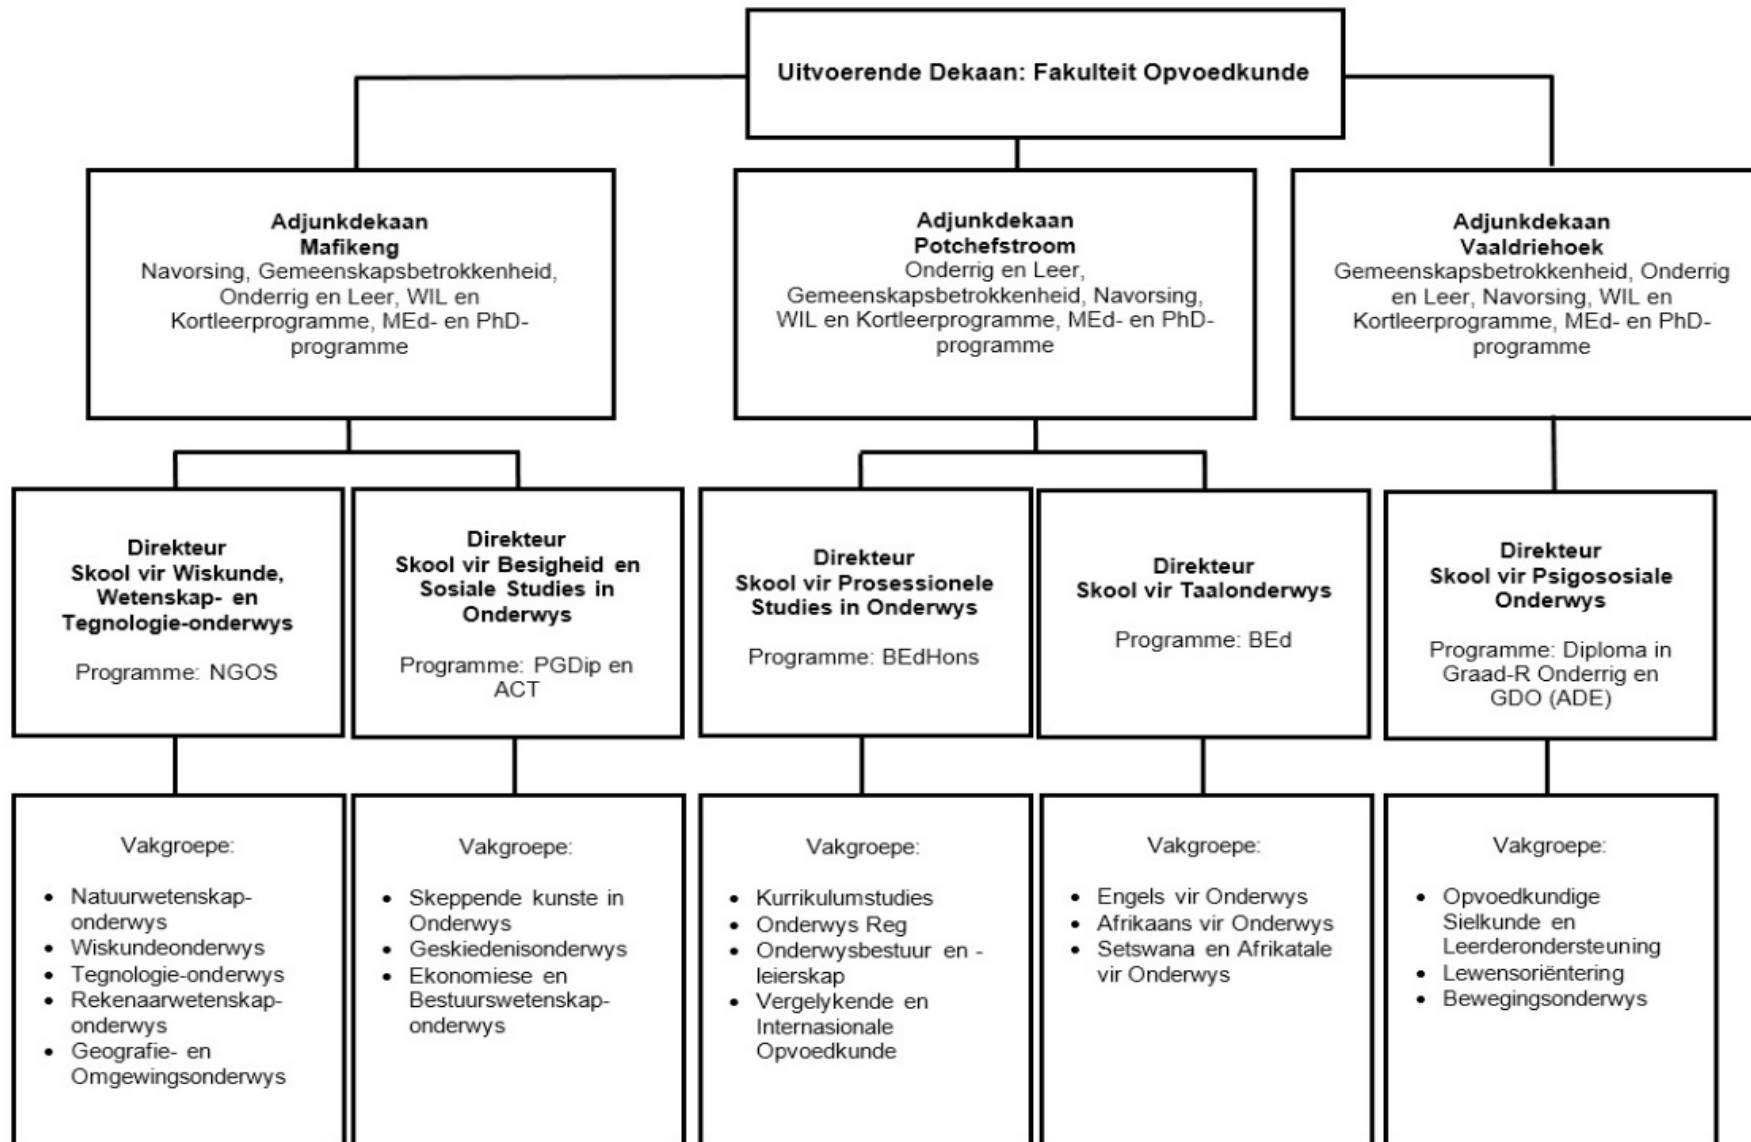 Uitvoerende Dekaan: Fakulteit Opvoedkunde
Adjunkdekaan
Mafikeng
Navorsing, Gemeenskapsbetrokkenheid,
Onderrig en Leer, WIL en
Kortleerprogramme, MEd- en PhD-
programme
Adjunkdekaan
Potchefstroom
Onderrig en Leer,
Gemeenskapsbetrokkenheid, Navorsing,
WIL en Kortleerprogramme, MEd- en PhD-
programme
Adjunkdekaan
Vaaldriehoek
Gemeenskapsbetrokkenheid, Onderrig
en Leer, Navorsing, WIL en
Kortleerprogramme, MEd- en PhD-
programme
Direkteur
Skool vir Wiskunde,
Wetenskap- en
Tegnologie-onderwys
Programme: NGOS
Direkteur
Skool vir Besigheid en
Sosiale Studies in
Onderwys
Programme: PGDip en
ACT
Direkteur
Skool vir Prosessionele
Studies in Onderwys
Programme: BEdHons
Direkteur
Skool vir Taalonderwys
Programme: BEd
Direkteur
Skool vir Psigososiale
Onderwys
Programme: Diploma in
Graad-R Onderrig en
GDO (ADE)
Vakgroepe:
• Natuurwetenskap-
onderwys
• Wiskundeonderwys
• Tegnologie-onderwys
• Rekenaarwetenskap-
onderwys
• Geografie- en
Omgewingsonderwys
Vakgroepe:
• Skeppende kunste in
Onderwys
• Geskiedenisonderwys
• Ekonomiese en
Bestuurswetenskap-
onderwys
Vakgroepe:
• Kurrikulumstudies
• Onderwys Reg
• Onderwysbestuur en -
leierskap
• Vergelykende en
Internasionale
Opvoedkunde
Vakgroepe:
• Engels vir Onderwys
• Afrikaans vir Onderwys
• Setswana en Afrikatale
vir Onderwys
Vakgroepe:
• Opvoedkundige
Sielkunde en
Leerderondersteuning
• Lewensoriëntering
• Bewegingsonderwys